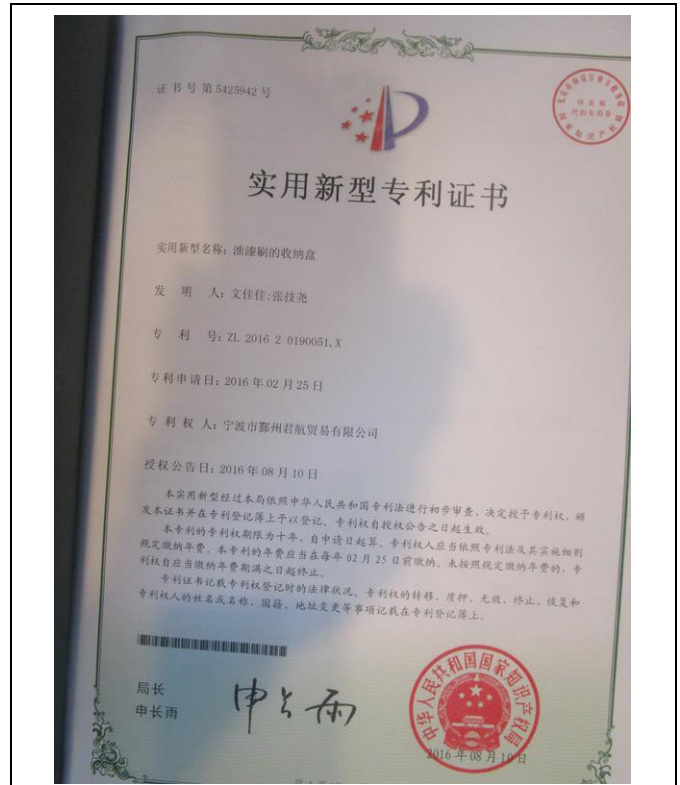 证书号第5425942号
实用新型专利证书
实用新型名称：油漆刷的收纳盒
发 明 人：文佳佳;张技尧
专 利 号：ZL 2016 2 0190051.X
专利申请日：2016年02月25日
专 利 权 人：宁波市鄞州君航贸易有限公司
授权公告日：2016年08月10日
本实用新型经过本局依照中华人民共和国专利法进行初步审查，决定授予专利权，颁
发本证书并在专利登记簿上予以登记。专利权自授权公告之日起生效。
本专利的专利权期限为十年，自申请日起算。专利权人应当依照专利法及其实施细则
规定缴纳年费。本专利的年费应当在每年02月25日前缴纳。未按照规定缴纳年费的，专
利权自应当缴纳年费期满之日起终止。
专利证书记载专利权登记时的法律状况。专利权的转移、质押、无效、终止、恢复和
专利权人的姓名或名称、国籍、地址变更等事项记载在专利登记簿上。
局长
申长雨
申长雨
中华人民共和国国家知识产权局
2016年08月10日